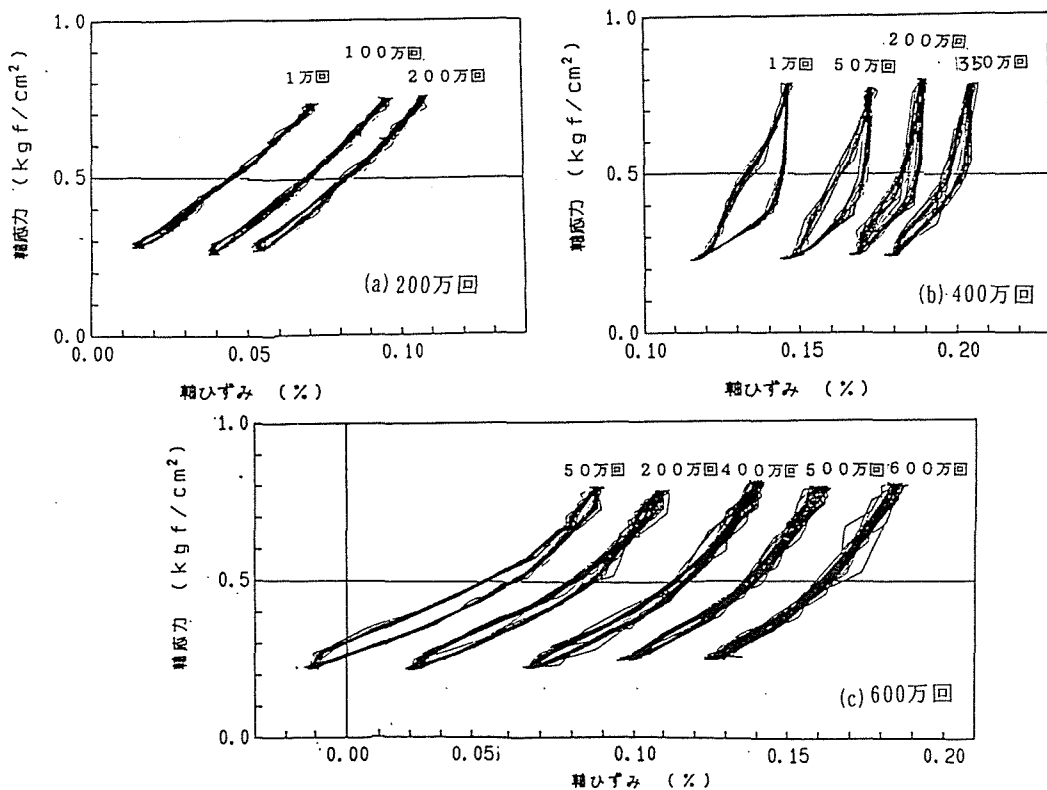 1.0
100万回
1万回
200万回
0.5
軸応力 (kgf/cm²)
(a) 200万回
0.0
0.00
0.05
0.10
軸ひずみ (%)
1.0
200万回
1万回
50万回
350万回
0.5
軸応力 (kgf/cm²)
(b) 400万回
0.0
0.10
0.15
0.20
軸ひずみ (%)
1.0
50万回
200万回
400万回
500万回
600万回
0.5
軸応力 (kgf/cm²)
(c) 600万回
0.0
0.00
0.05
0.10
0.15
0.20
軸ひずみ (%)